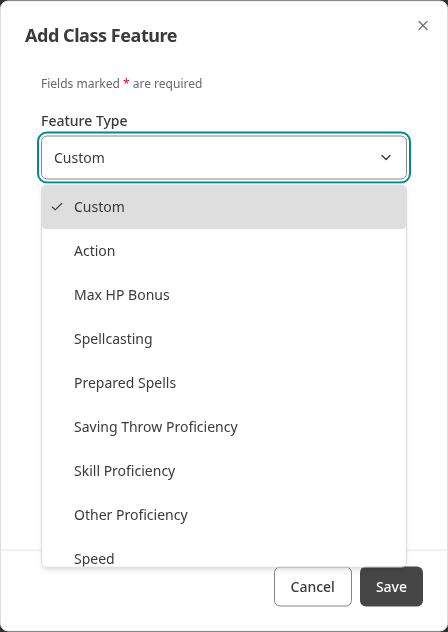 Add Class Feature
Fields marked * are required
Feature Type
Custom
Custom
Action
Max HP Bonus
Spellcasting
Prepared Spells
Saving Throw Proficiency
Skill Proficiency
Other Proficiency
Speed
Cancel Save